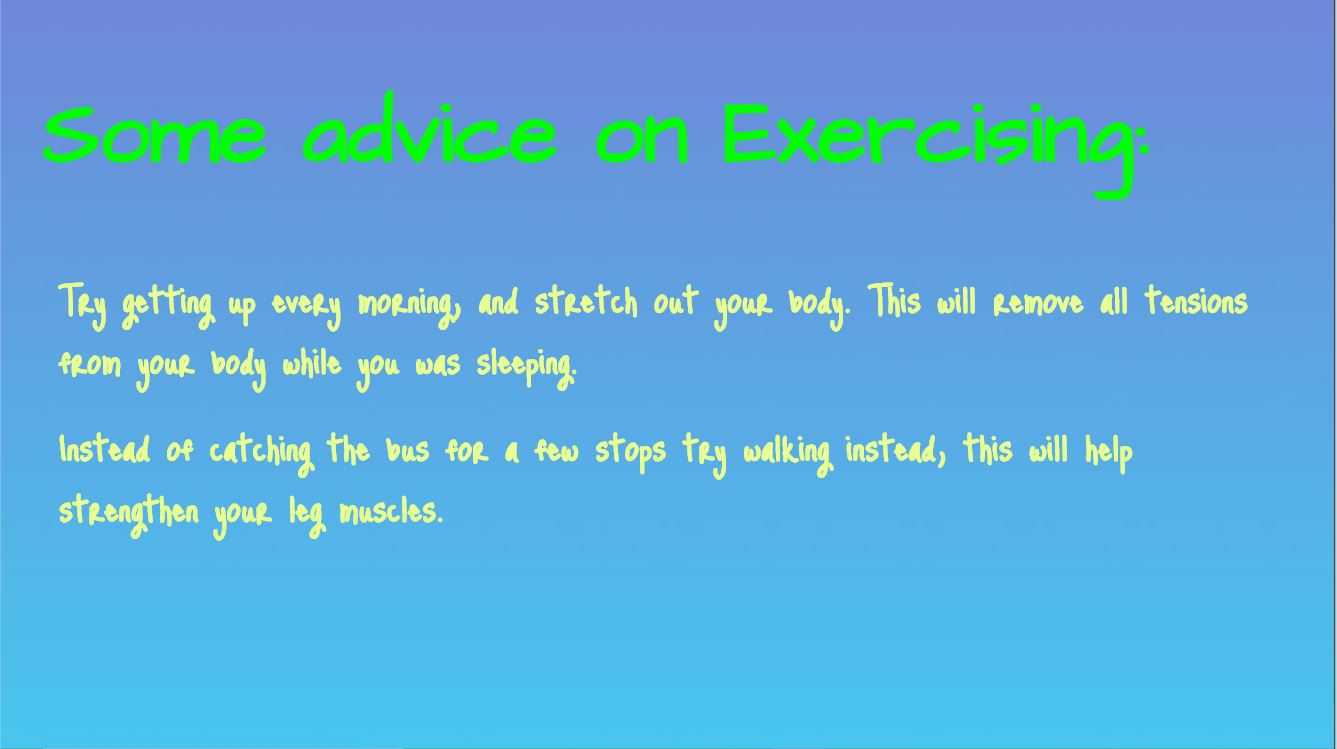 Some advice on Exercising:
Try getting up every morning, and stretch out your body. This will remove all tensions
from your body while you was sleeping.
Instead of catching the bus for a few stops try walking instead, this will help
strengthen your leg muscles.